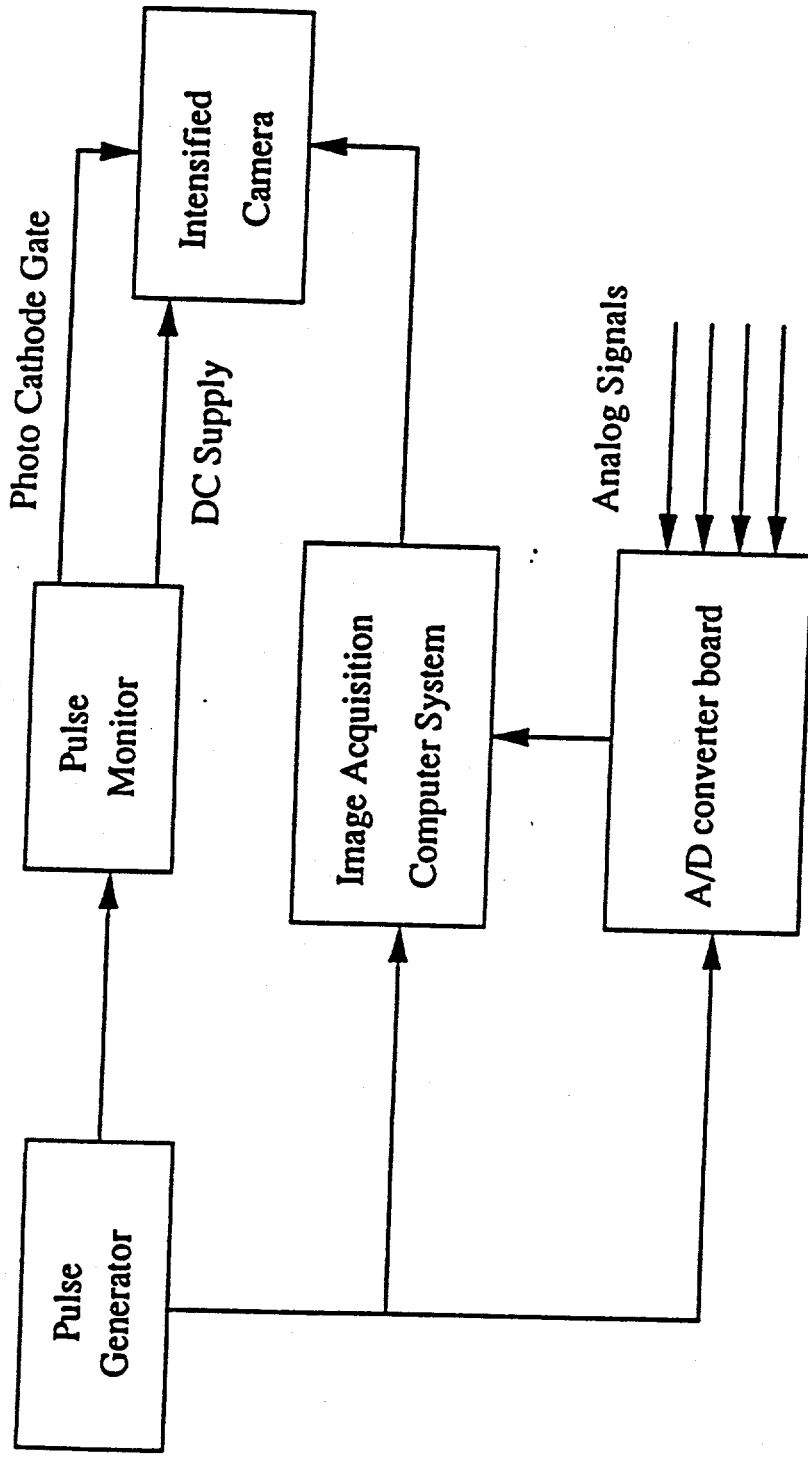 Pulse
Generator
Pulse
Monitor
Photo Cathode Gate
DC Supply
Intensified
Camera
Image Acquisition
Computer System
A/D converter board
Analog Signals